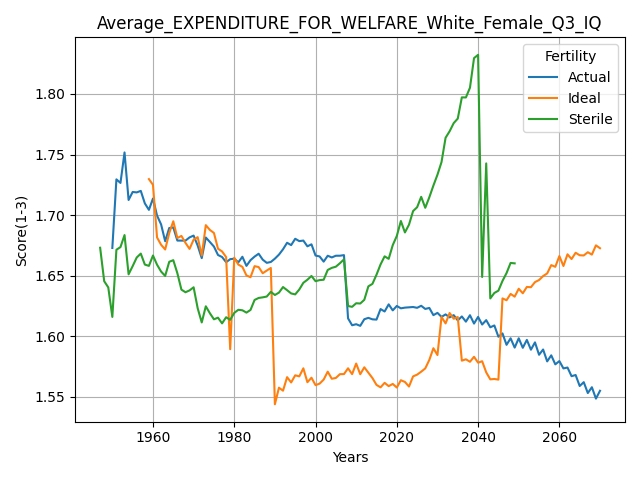 Average_EXPENDITURE_FOR_WELFARE_White_Female_Q3_IQ
Fertility
Actual
Ideal
Sterile
Score(1-3)
1.80
1.75
1.70
1.65
1.60
1.55
1960 1980 2000 2020 2040 2060
Years